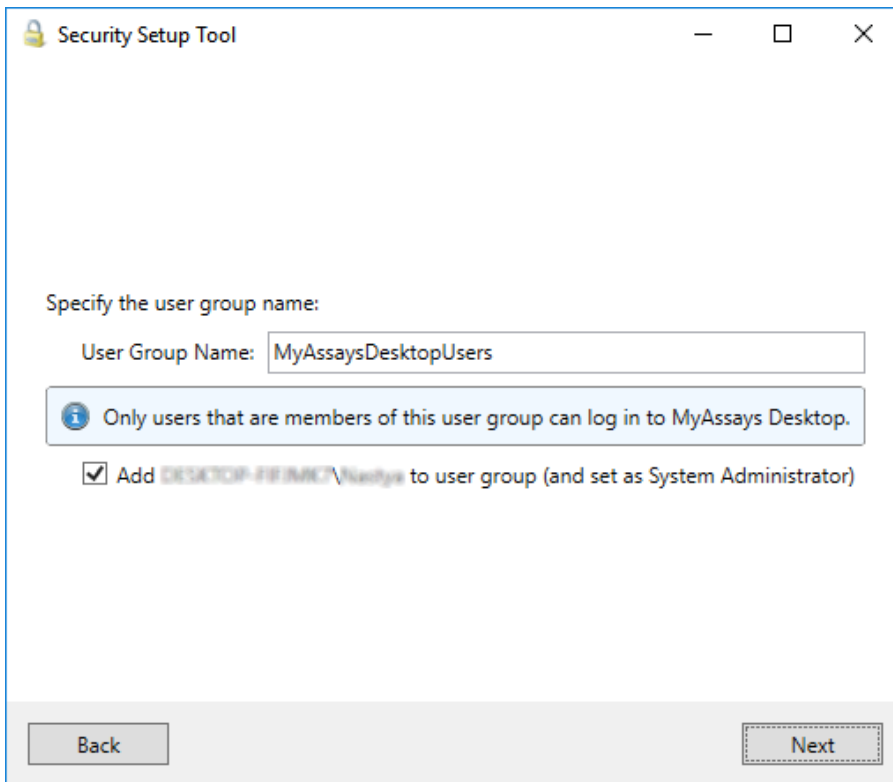 Security Setup Tool
Specify the user group name:
User Group Name: MyAssaysDesktopUsers
Only users that are members of this user group can log in to MyAssays Desktop.
Add \ to user group (and set as System Administrator)
Back Next